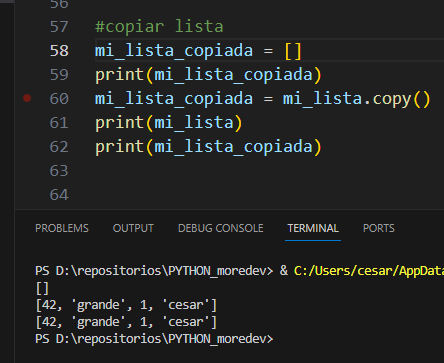 56
57 #copiar lista
58 mi_lista_copiada = []
59 print(mi_lista_copiada)
60 mi_lista_copiada = mi_lista.copy()
61 print(mi_lista)
62 print(mi_lista_copiada)
63
64
PROBLEMS OUTPUT DEBUG CONSOLE TERMINAL PORTS
PS D:\repositorios\PYTHON_moredev> & C:/Users/cesar/AppData
[]
[42, 'grande', 1, 'cesar']
[42, 'grande', 1, 'cesar']
PS D:\repositorios\PYTHON_moredev>